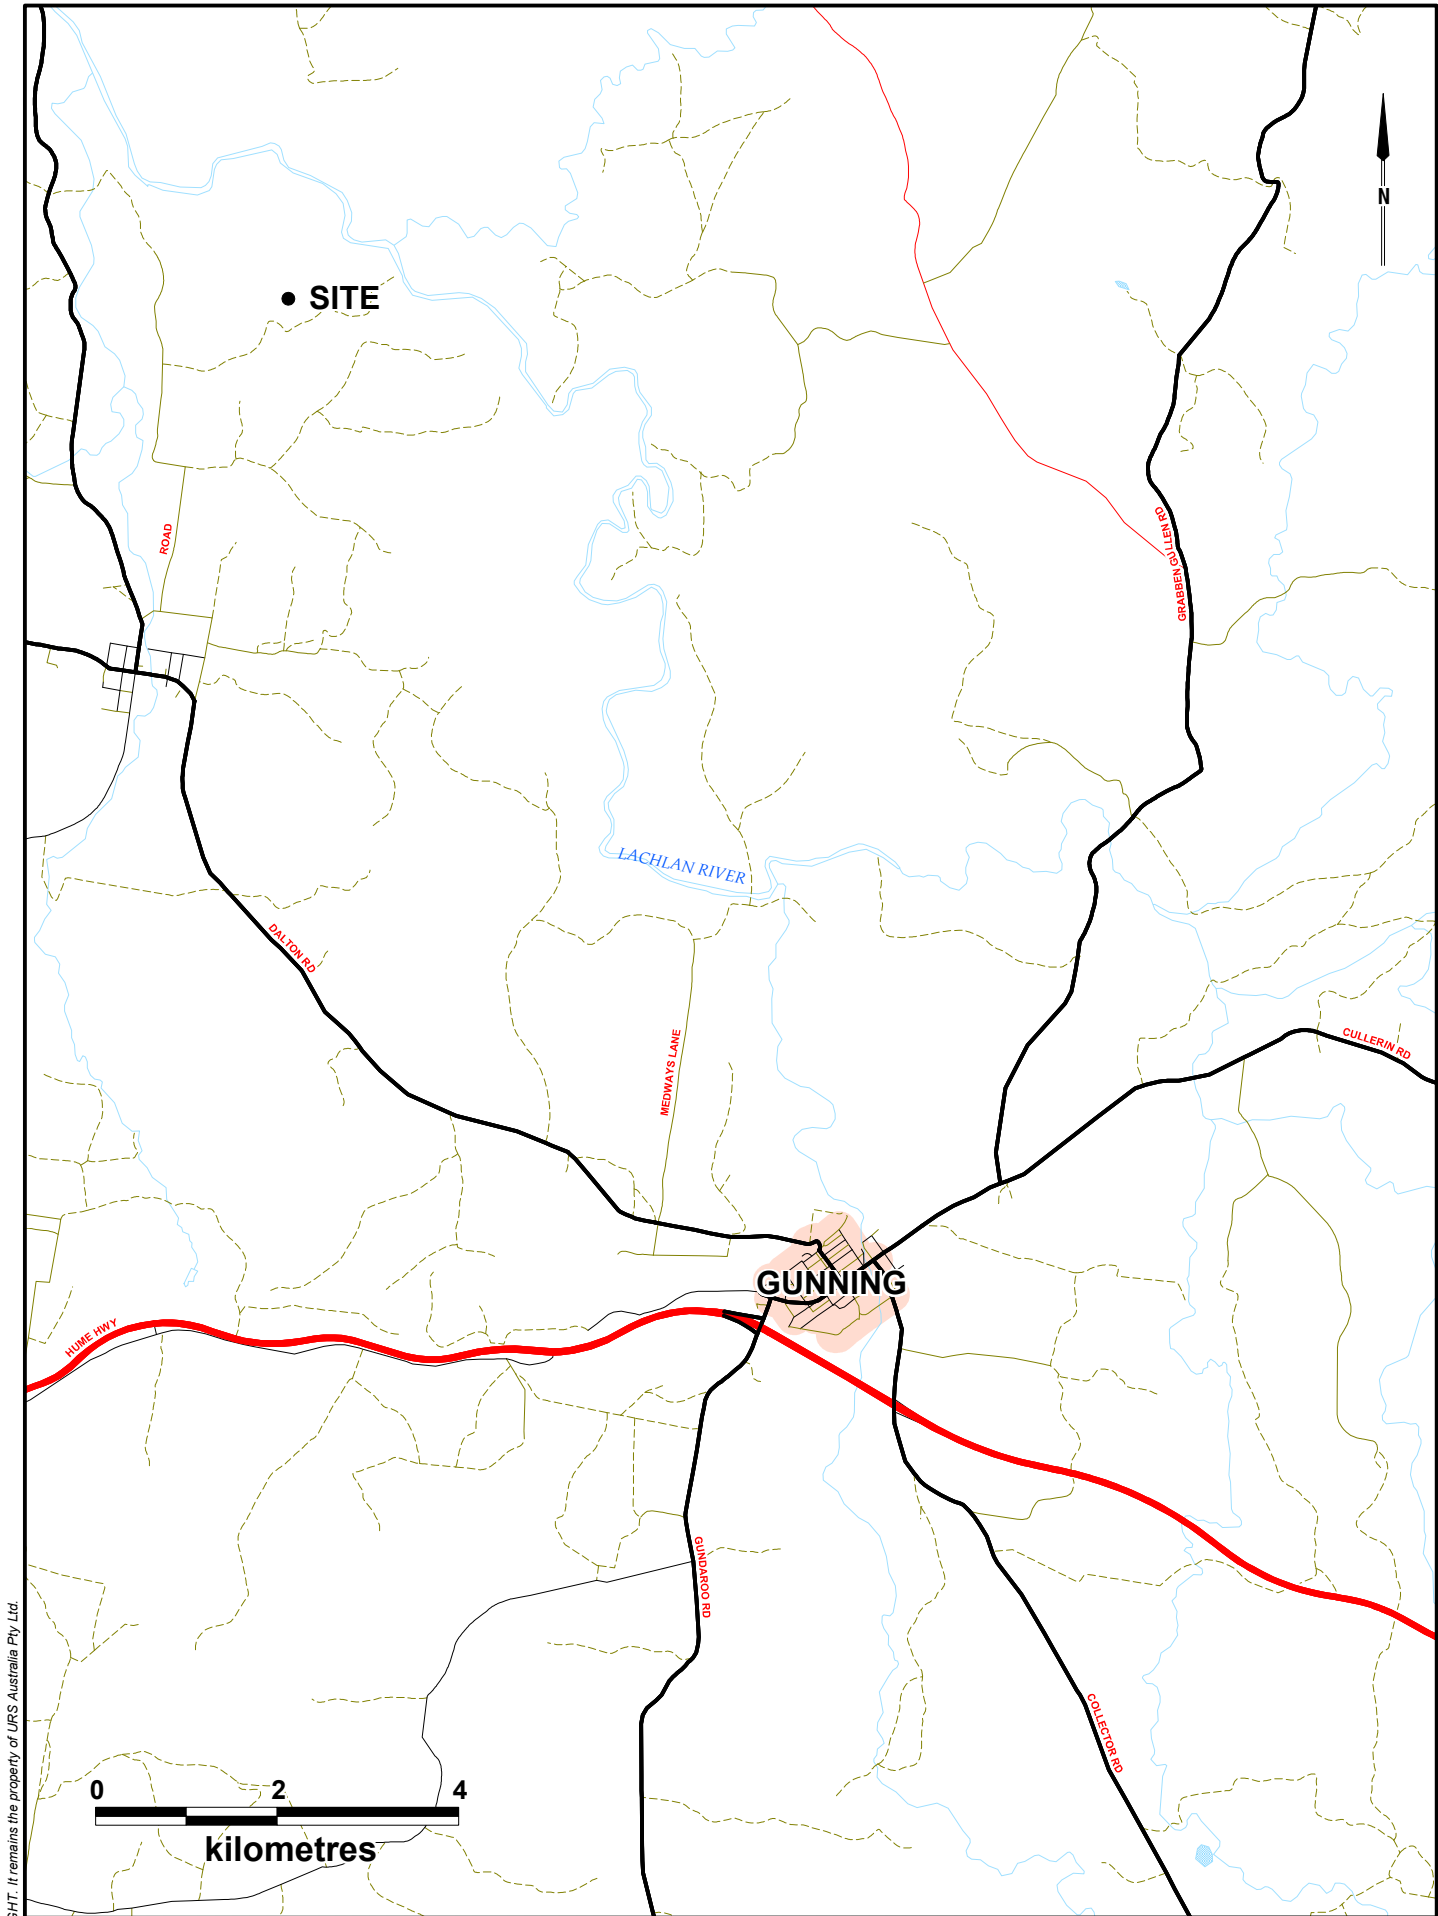 N
SITE
ROAD
GRABBEN GULLEN RD
LACHLAN RIVER
DALTON RD
MEDWAYS LANE
CULLERIN RD
GUNNING
HUME HWY
GUNDAROO RD
COLLECTOR RD
0 2 4
kilometres
It remains the property of URS Australia Pty Ltd.